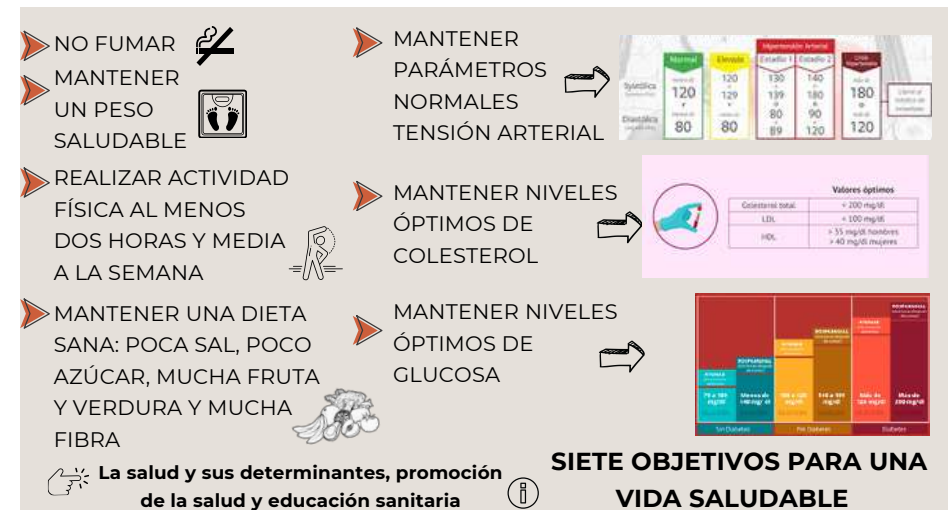 NO FUMAR
MANTENER
UN PESO
SALUDABLE
REALIZAR ACTIVIDAD
FÍSICA AL MENOS
DOS HORAS Y MEDIA
A LA SEMANA
MANTENER UNA DIETA
SANA: POCA SAL, POCO
AZÚCAR, MUCHA FRUTA
Y VERDURA Y MUCHA
FIBRA
MANTENER
PARÁMETROS
NORMALES
TENSIÓN ARTERIAL
Hipertensión Arterial
Normal Elevada Estadio 1 Estadio 2
Sistólica
120 120 129 130 139 140 180 180
Diastólica
80 80 80 89 90 120 120
MANTENER NIVELES
ÓPTIMOS DE
COLESTEROL
Valores óptimos
Colesterol total < 200 mg/dl
LDL < 100 mg/dl
HDL > 35 mg/dl hombres
> 40 mg/dl mujeres
MANTENER NIVELES
ÓPTIMOS DE
GLUCOSA
Sin Diabetes Pre Diabetes Diabetes
La salud y sus determinantes, promoción
de la salud y educación sanitaria
SIETE OBJETIVOS PARA UNA
VIDA SALUDABLE